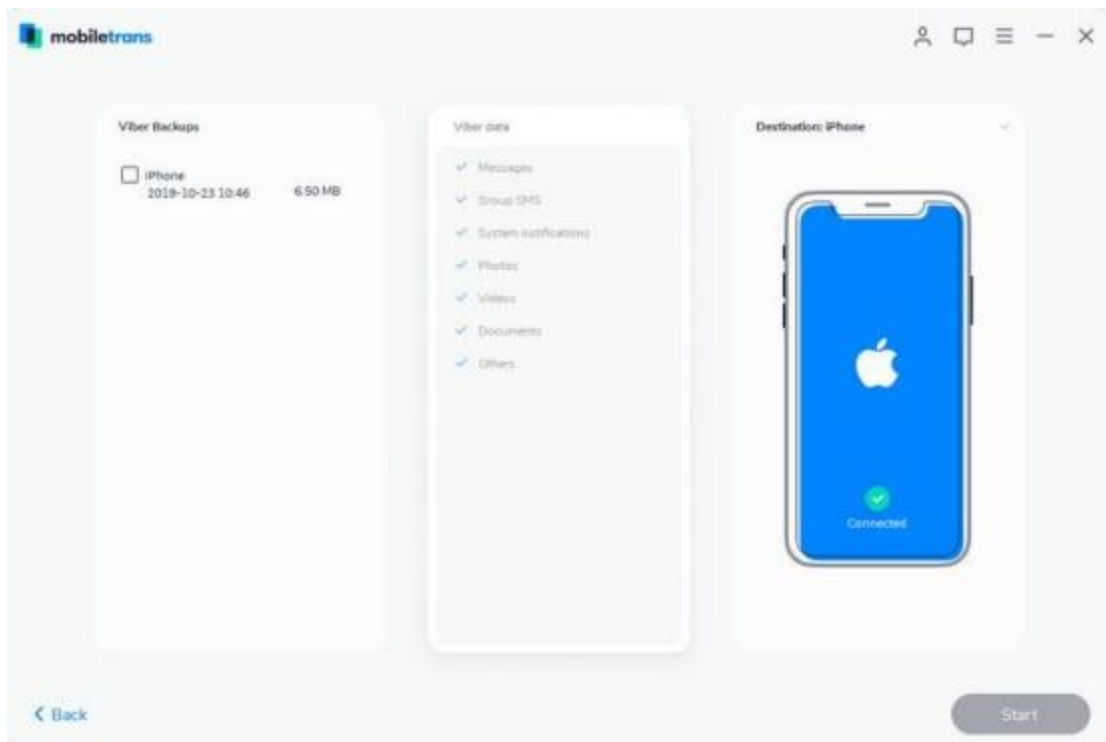 mobiletrans
Viber Backups
iPhone
2019-10-23 10:46 6.50 MB
Viber data
Messages
Group SMS
System notifications
Photos
Videos
Documents
Others
Destination: iPhone
Connected
Back
Start